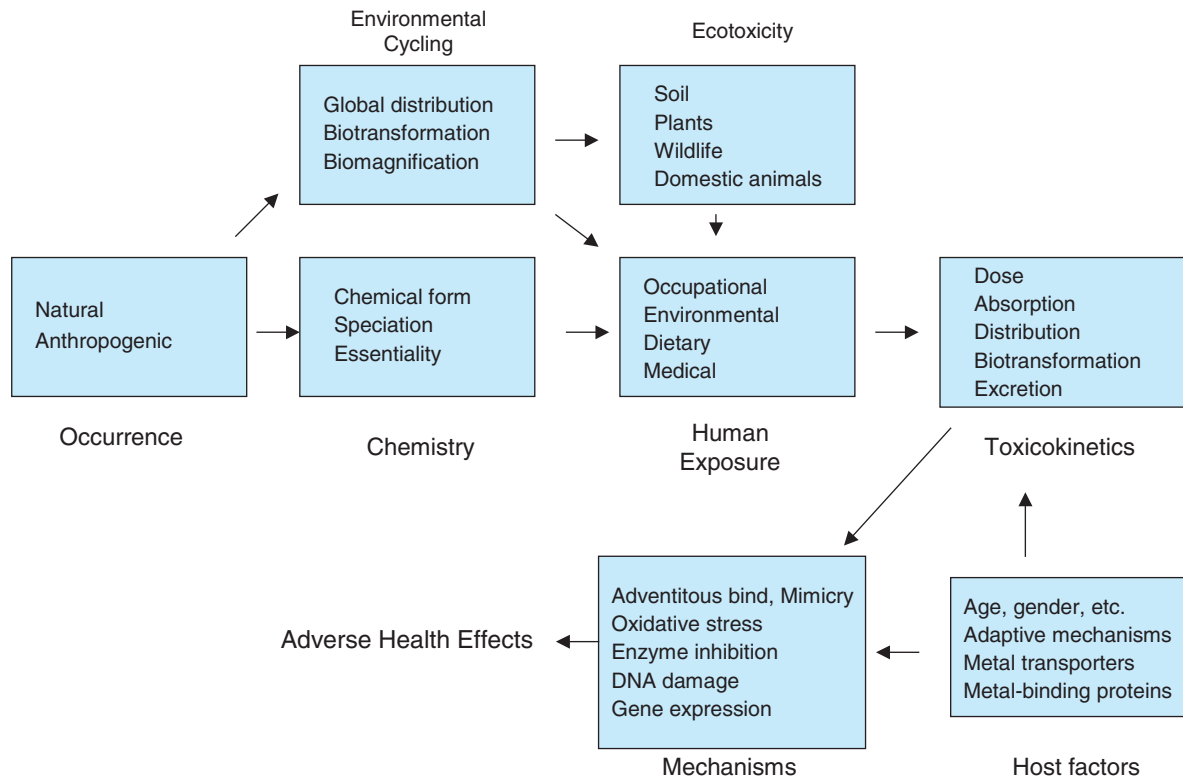 Environmental
Cycling
Global distribution
Biotransformation
Biomagnification
Ecotoxicity
Soil
Plants
Wildlife
Domestic animals
Natural
Anthropogenic
Occurrence
Chemical form
Speciation
Essentiality
Chemistry
Occupational
Environmental
Dietary
Medical
Human
Exposure
Dose
Absorption
Distribution
Biotransformation
Excretion
Toxicokinetics
Adverse Health Effects
Adventitous bind, Mimicry
Oxidative stress
Enzyme inhibition
DNA damage
Gene expression
Mechanisms
Age, gender, etc.
Adaptive mechanisms
Metal transporters
Metal-binding proteins
Host factors